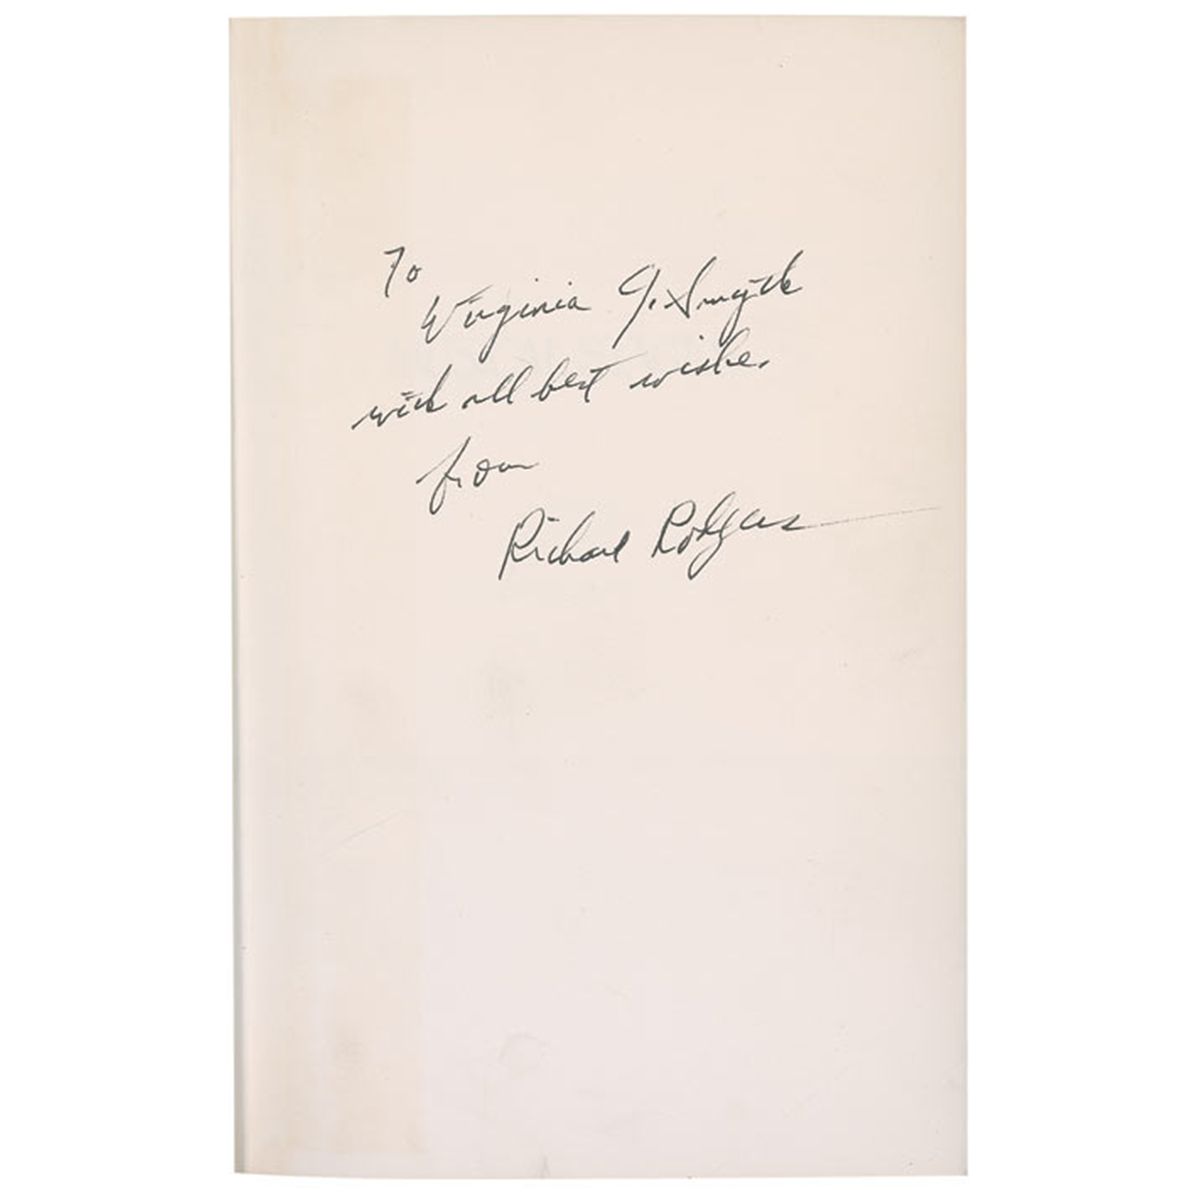 To
Virginia J. Smyth
with all best wishes
from
Richard Rodgers